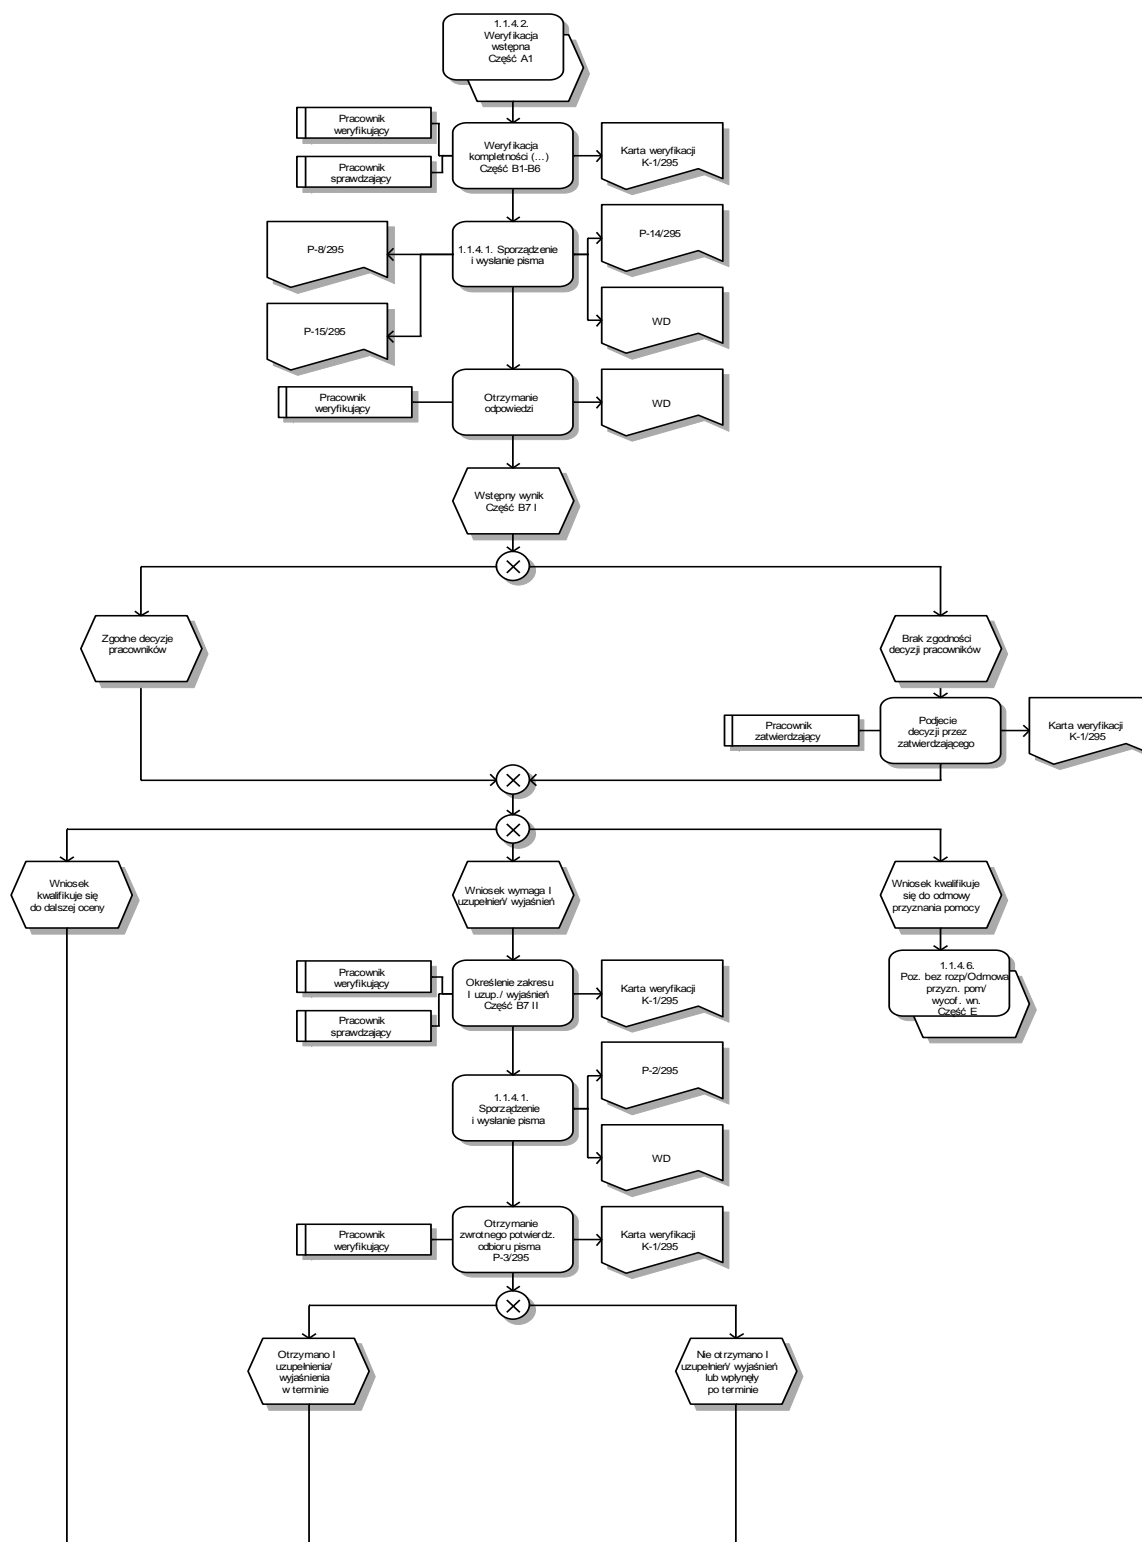 1.1.4.2.
Weryfikacja
wstępna
Część A1
Pracownik
weryfikujący
Pracownik
sprawdzający
Weryfikacja
kompletności (...)
Część B1-B6
Karta weryfikacji
K-1/295
P-8/295
1.1.4.1. Sporządzenie
i wysłanie pisma
P-14/295
P-15/295
WD
Pracownik
weryfikujący
Otrzymanie
odpowiedzi
WD
Wstępny wynik
Część B7 I
Zgodne decyzje
pracowników
Brak zgodności
decyzji pracowników
Pracownik
zatwierdzający
Podjecie
decyzji przez
zatwierdzającego
Karta weryfikacji
K-1/295
Wniosek
kwalifikuje się
do dalszej oceny
Wniosek wymaga I
uzupełnień/ wyjaśnień
Wniosek kwalifikuje
się do odmowy
przyznania pomocy
1.1.4.6.
Poz. bez rozp/Odmowa
przyzn. pom/
wycof. wn.
Część E
Pracownik
weryfikujący
Pracownik
sprawdzający
Określenie zakresu
I uzup./ wyjaśnień
Część B7 II
Karta weryfikacji
K-1/295
1.1.4.1.
Sporządzenie
i wysłanie pisma
P-2/295
WD
Pracownik
weryfikujący
Otrzymanie
zwrotnego potwierdz.
odbioru pisma
P-3/295
Karta weryfikacji
K-1/295
Otrzymano I
uzupełnienia/
wyjaśnienia
w terminie
Nie otrzymano I
uzupełnień/ wyjaśnień
lub wpłynęły
po terminie